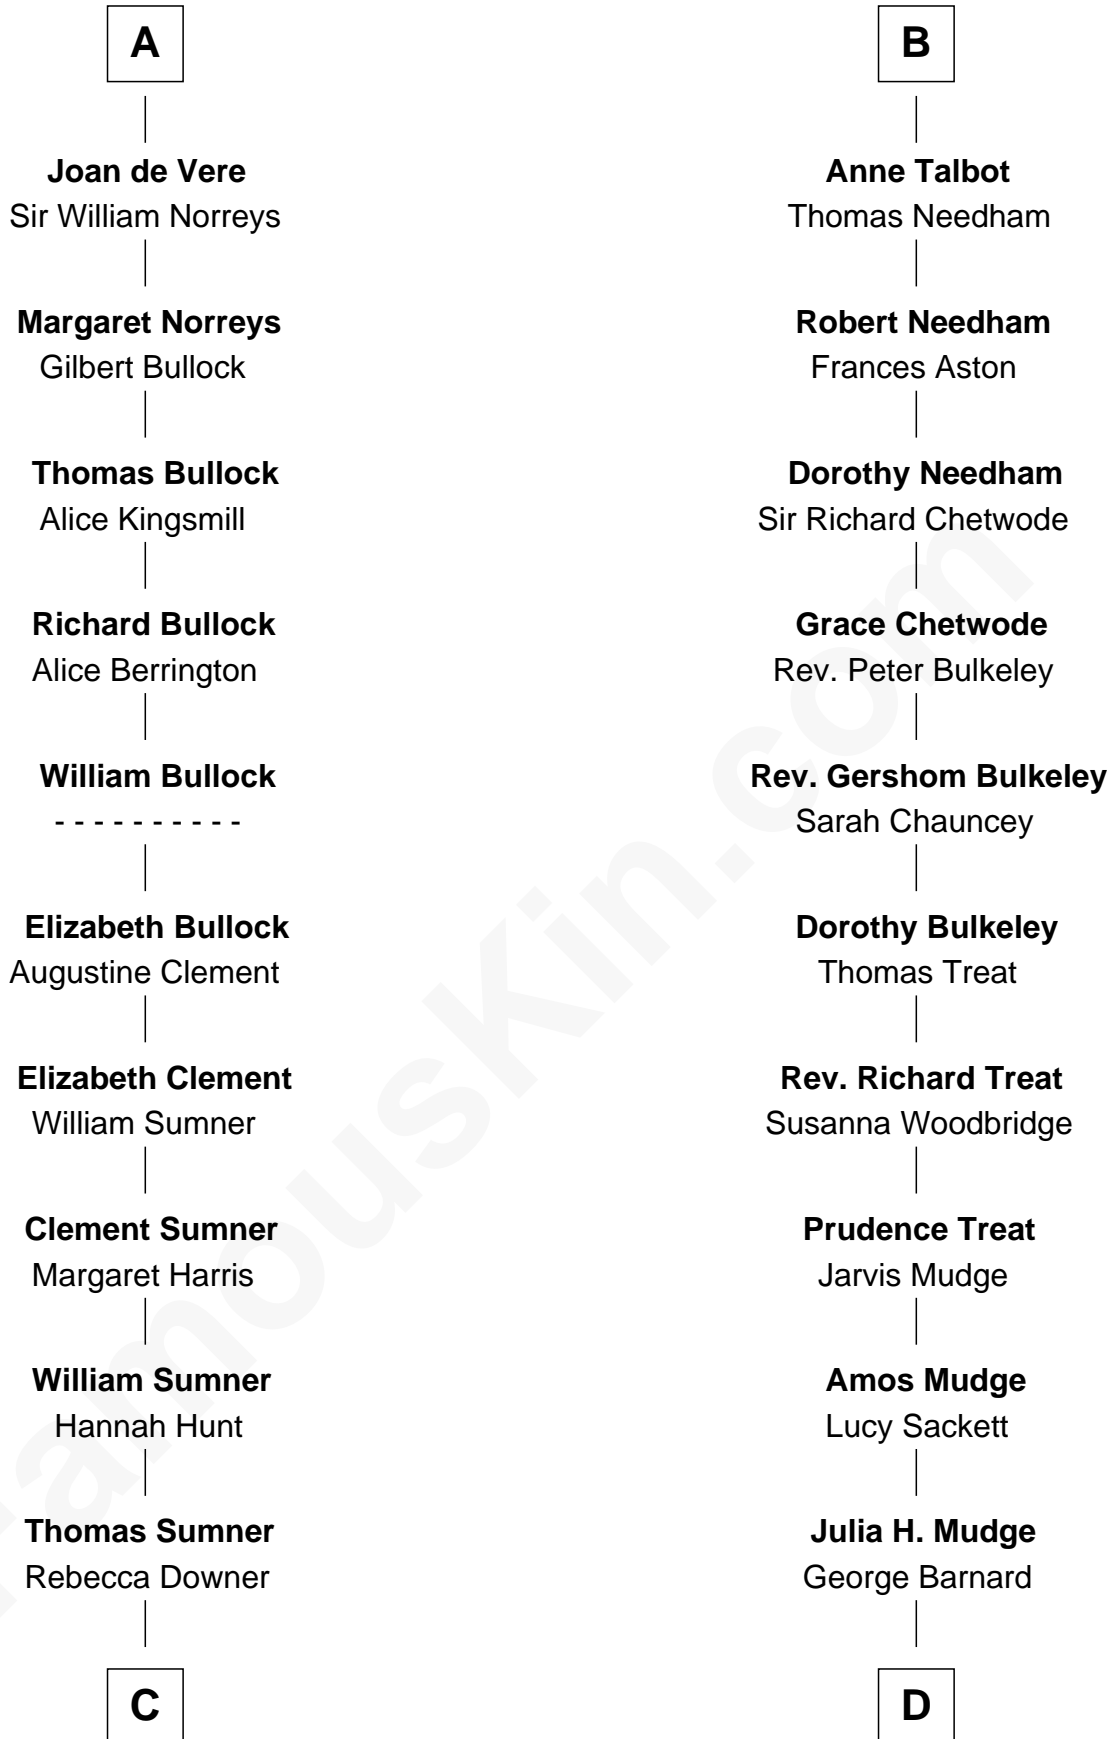 A
Joan de Vere
Sir William Norreys
Margaret Norreys
Gilbert Bullock
Thomas Bullock
Alice Kingsmill
Richard Bullock
Alice Berrington
William Bullock
- - - - - - - - - -
Elizabeth Bullock
Augustine Clement
Elizabeth Clement
William Sumner
Clement Sumner
Margaret Harris
William Sumner
Hannah Hunt
Thomas Sumner
Rebecca Downer
C
B
Anne Talbot
Thomas Needham
Robert Needham
Frances Aston
Dorothy Needham
Sir Richard Chetwode
Grace Chetwode
Rev. Peter Bulkeley
Rev. Gershom Bulkeley
Sarah Chauncey
Dorothy Bulkeley
Thomas Treat
Rev. Richard Treat
Susanna Woodbridge
Prudence Treat
Jarvis Mudge
Amos Mudge
Lucy Sackett
Julia H. Mudge
George Barnard
D
FamousKin.com